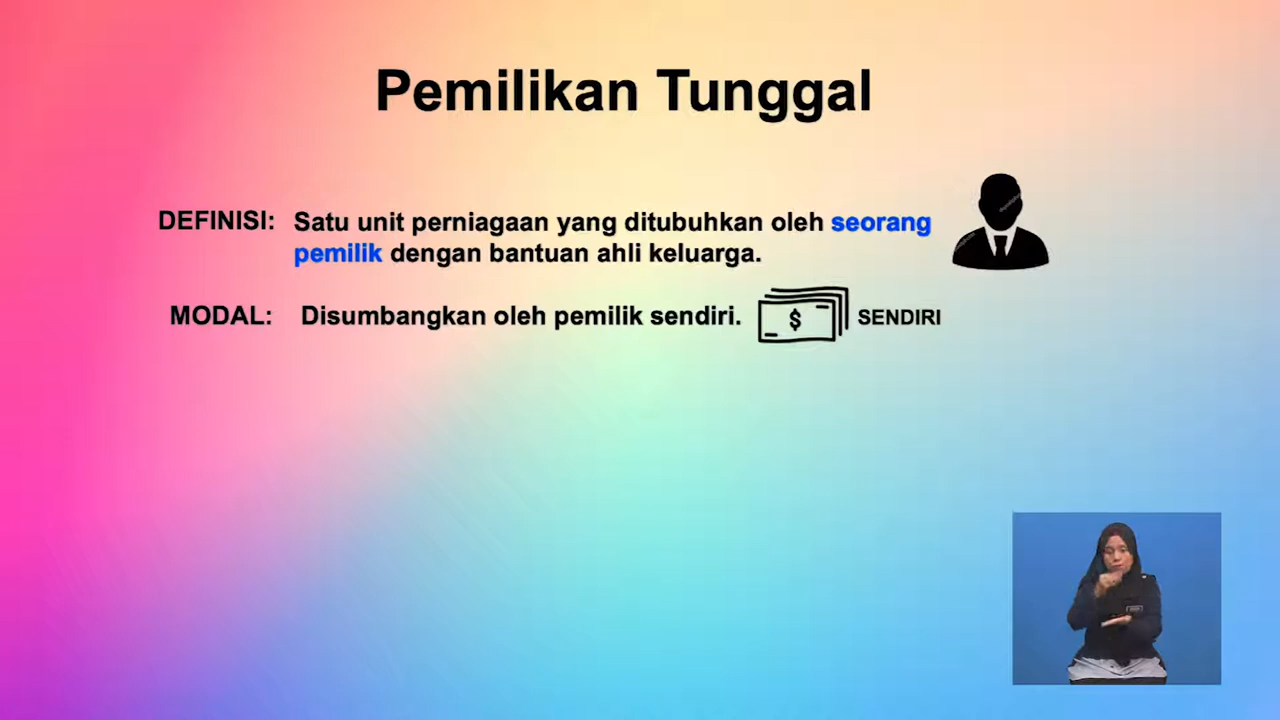 Pemilikan Tunggal
DEFINISI: Satu unit perniagaan yang ditubuhkan oleh seorang
pemilik dengan bantuan ahli keluarga.
MODAL: Disumbangkan oleh pemilik sendiri. $ SENDIRI